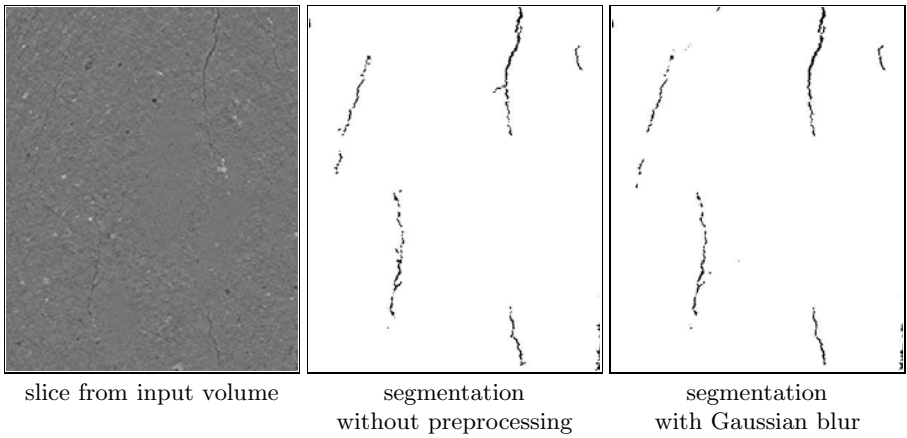 slice from input volume
segmentation
without preprocessing
segmentation
with Gaussian blur